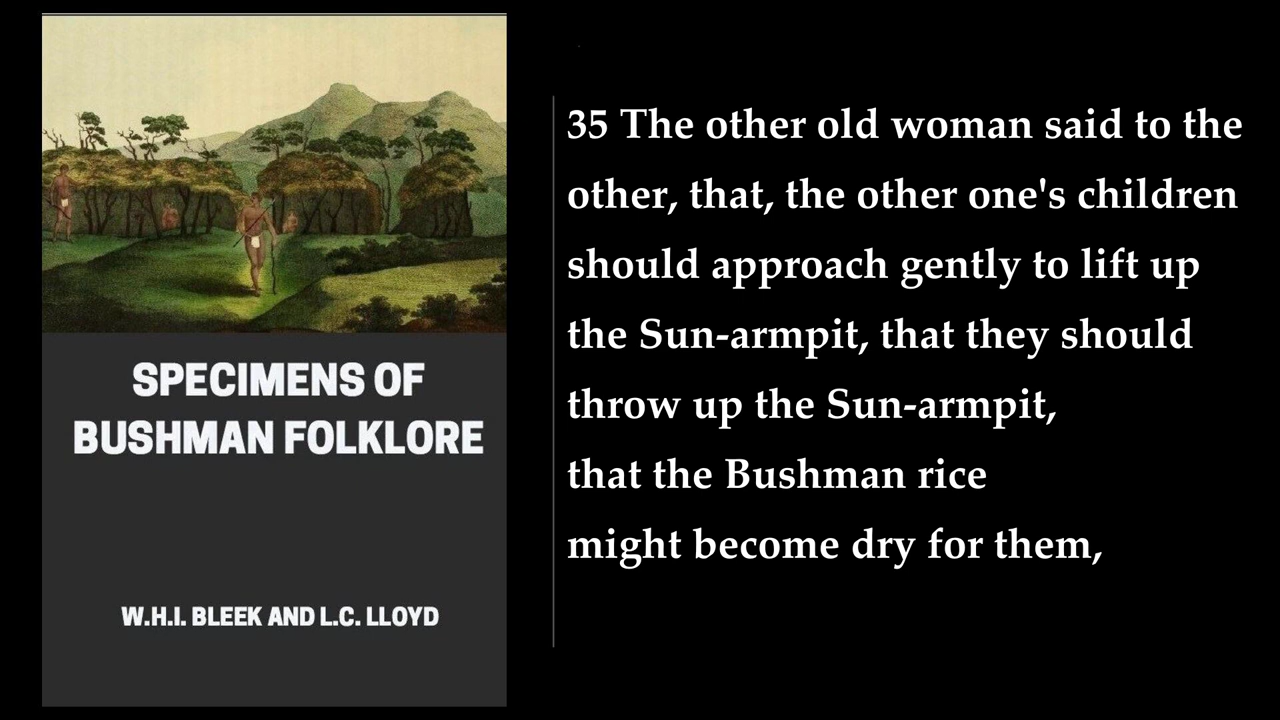 SPECIMENS OF
BUSHMAN FOLKLORE
W.H.I. BLEEK AND L.C. LLOYD
35 The other old woman said to the
other, that, the other one's children
should approach gently to lift up
the Sun-armpit, that they should
throw up the Sun-armpit,
that the Bushman rice
might become dry for them,